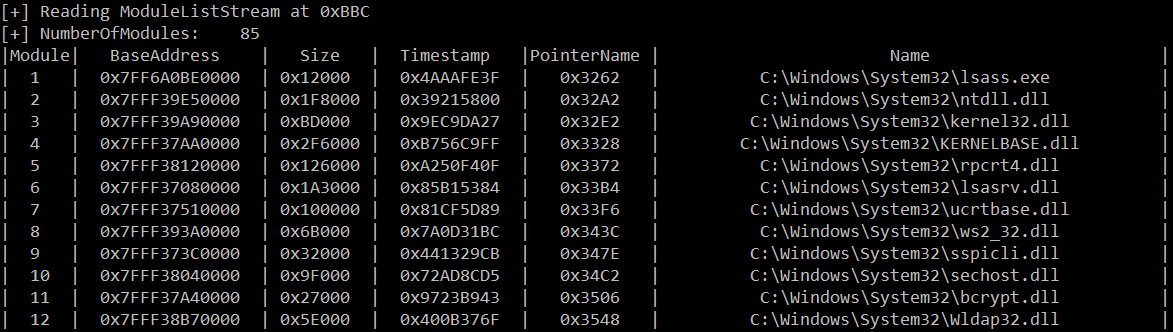 [+] Reading ModuleListStream at 0xBBC
[+] NumberOfModules: 85
|Module| BaseAddress | Size | Timestamp |PointerName | Name |
| 1 | 0x7FF6A0BE0000 | 0x12000 | 0x4AAAFE3F | 0x3262 | C:\Windows\System32\lsass.exe |
| 2 | 0x7FFF39E50000 | 0x1F8000 | 0x39215800 | 0x32A2 | C:\Windows\System32\ntdll.dll |
| 3 | 0x7FFF39A90000 | 0xBD000 | 0x9EC9DA27 | 0x32E2 | C:\Windows\System32\kernel32.dll |
| 4 | 0x7FFF37AA0000 | 0x2F6000 | 0xB756C9FF | 0x3328 | C:\Windows\System32\KERNELBASE.dll |
| 5 | 0x7FFF38120000 | 0x126000 | 0xA250F40F | 0x3372 | C:\Windows\System32\rpcrt4.dll |
| 6 | 0x7FFF37080000 | 0x1A3000 | 0x85B15384 | 0x33B4 | C:\Windows\System32\lsasrv.dll |
| 7 | 0x7FFF37510000 | 0x100000 | 0x81CF5D89 | 0x33F6 | C:\Windows\System32\ucrtbase.dll |
| 8 | 0x7FFF393A0000 | 0x6B000 | 0x7A0D31BC | 0x343C | C:\Windows\System32\ws2_32.dll |
| 9 | 0x7FFF373C0000 | 0x32000 | 0x441329CB | 0x347E | C:\Windows\System32\sspicli.dll |
| 10 | 0x7FFF38040000 | 0x9F000 | 0x72AD8CD5 | 0x34C2 | C:\Windows\System32\sechost.dll |
| 11 | 0x7FFF37A40000 | 0x27000 | 0x9723B943 | 0x3506 | C:\Windows\System32\bcrypt.dll |
| 12 | 0x7FFF38B70000 | 0x5E000 | 0x400B376F | 0x3548 | C:\Windows\System32\Wldap32.dll |